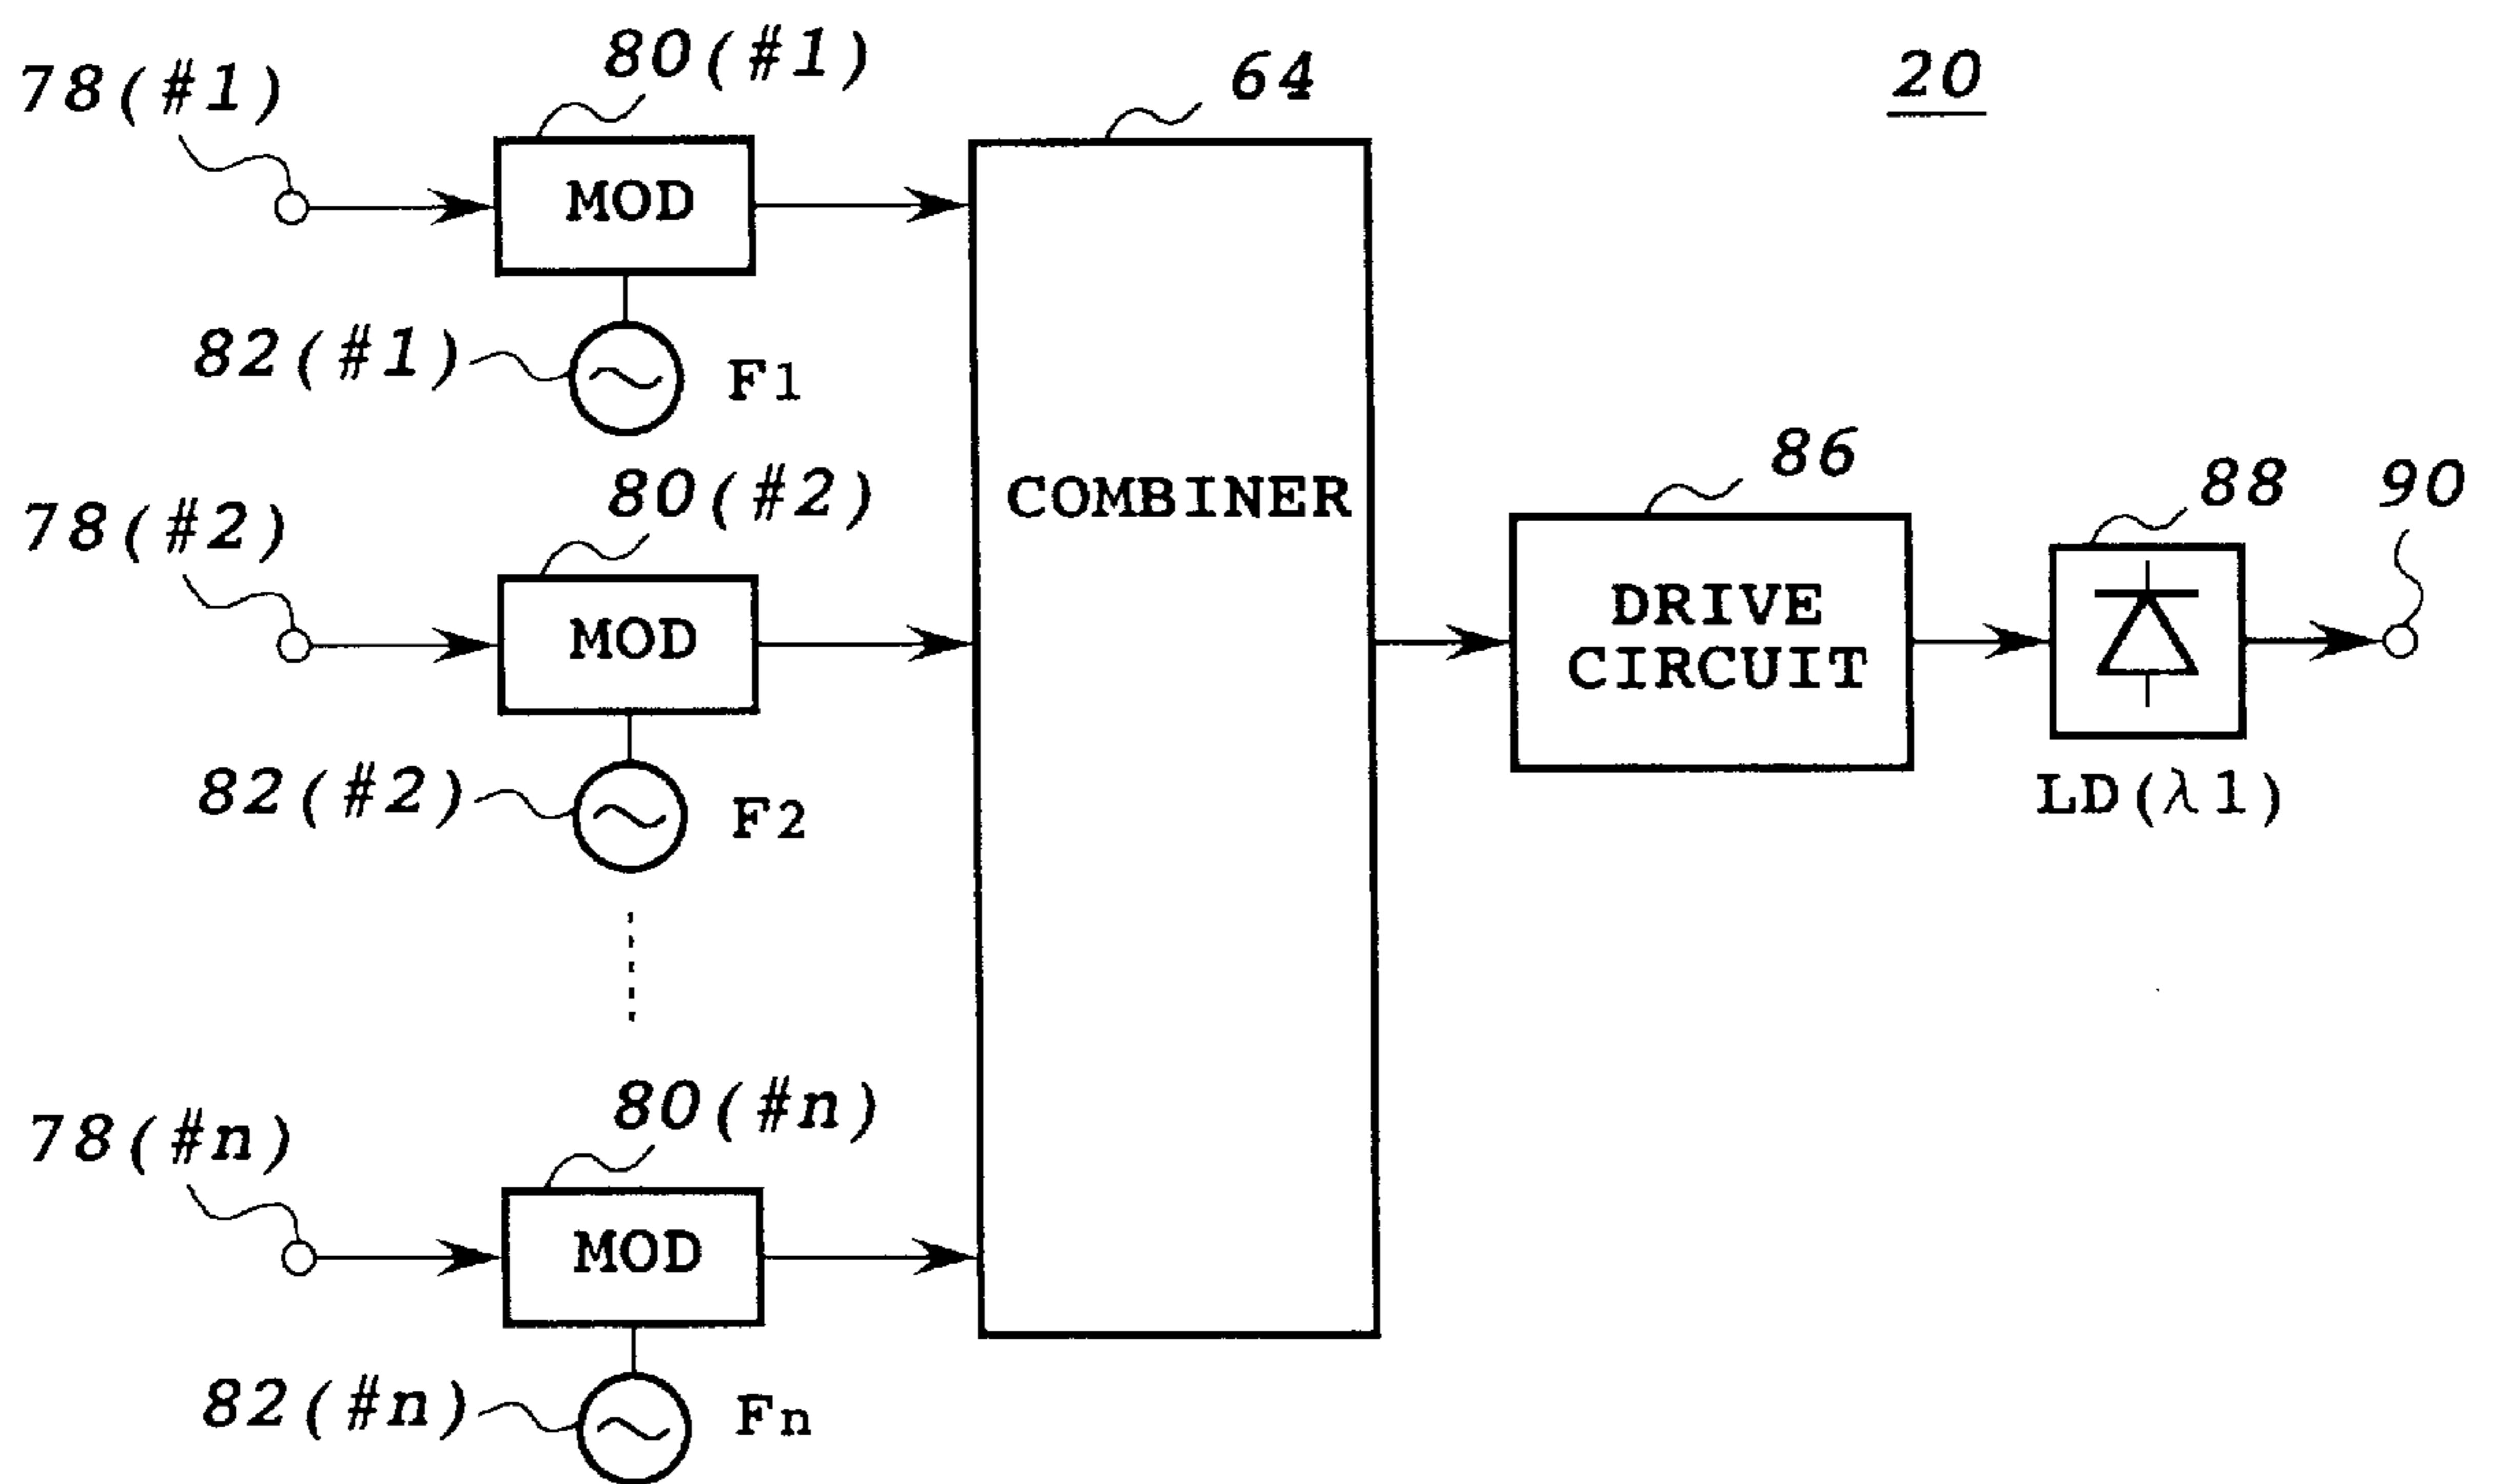 78(#1)
80(#1)
64
20
MOD
82(#1)
F1
78(#2)
80(#2)
COMBINER
86
88
90
MOD
DRIVE
CIRCUIT
82(#2)
F2
LD(λ1)
78(#n)
80(#n)
MOD
82(#n)
Fn